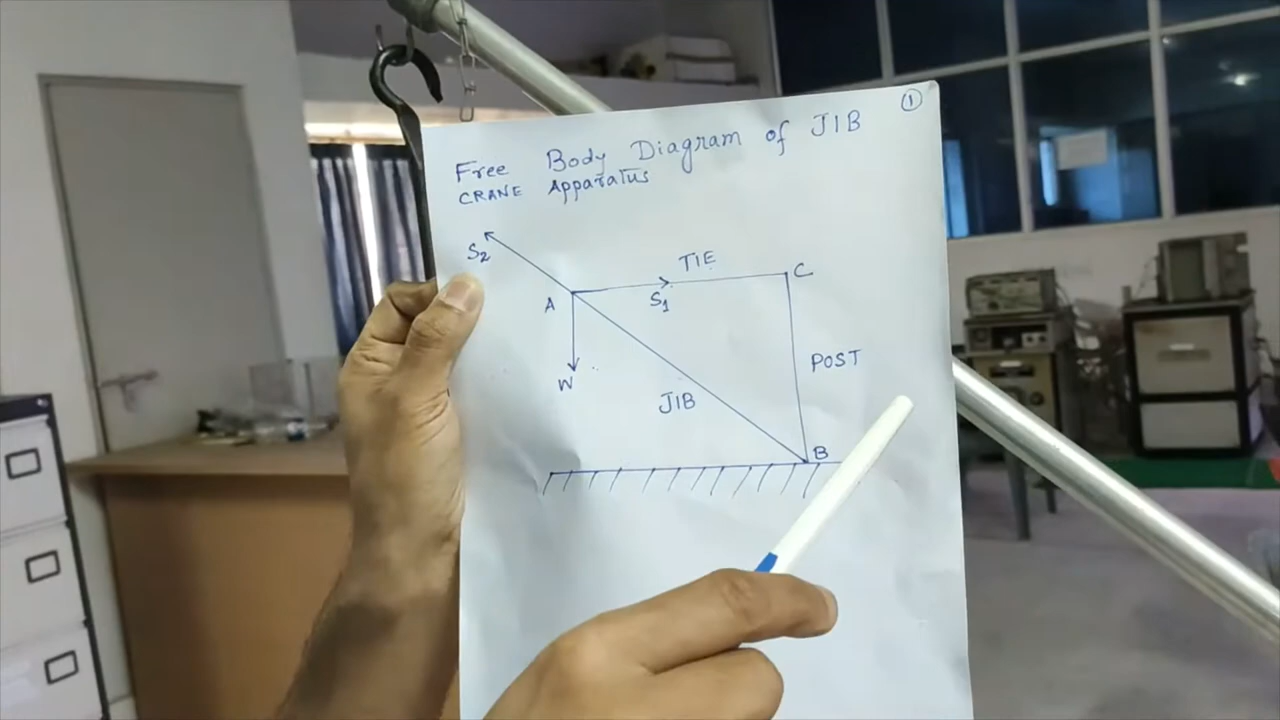 ①
Free Body Diagram of JIB
CRANE Apparatus
S2
TIE
C
A
S1
POST
W
JIB
B